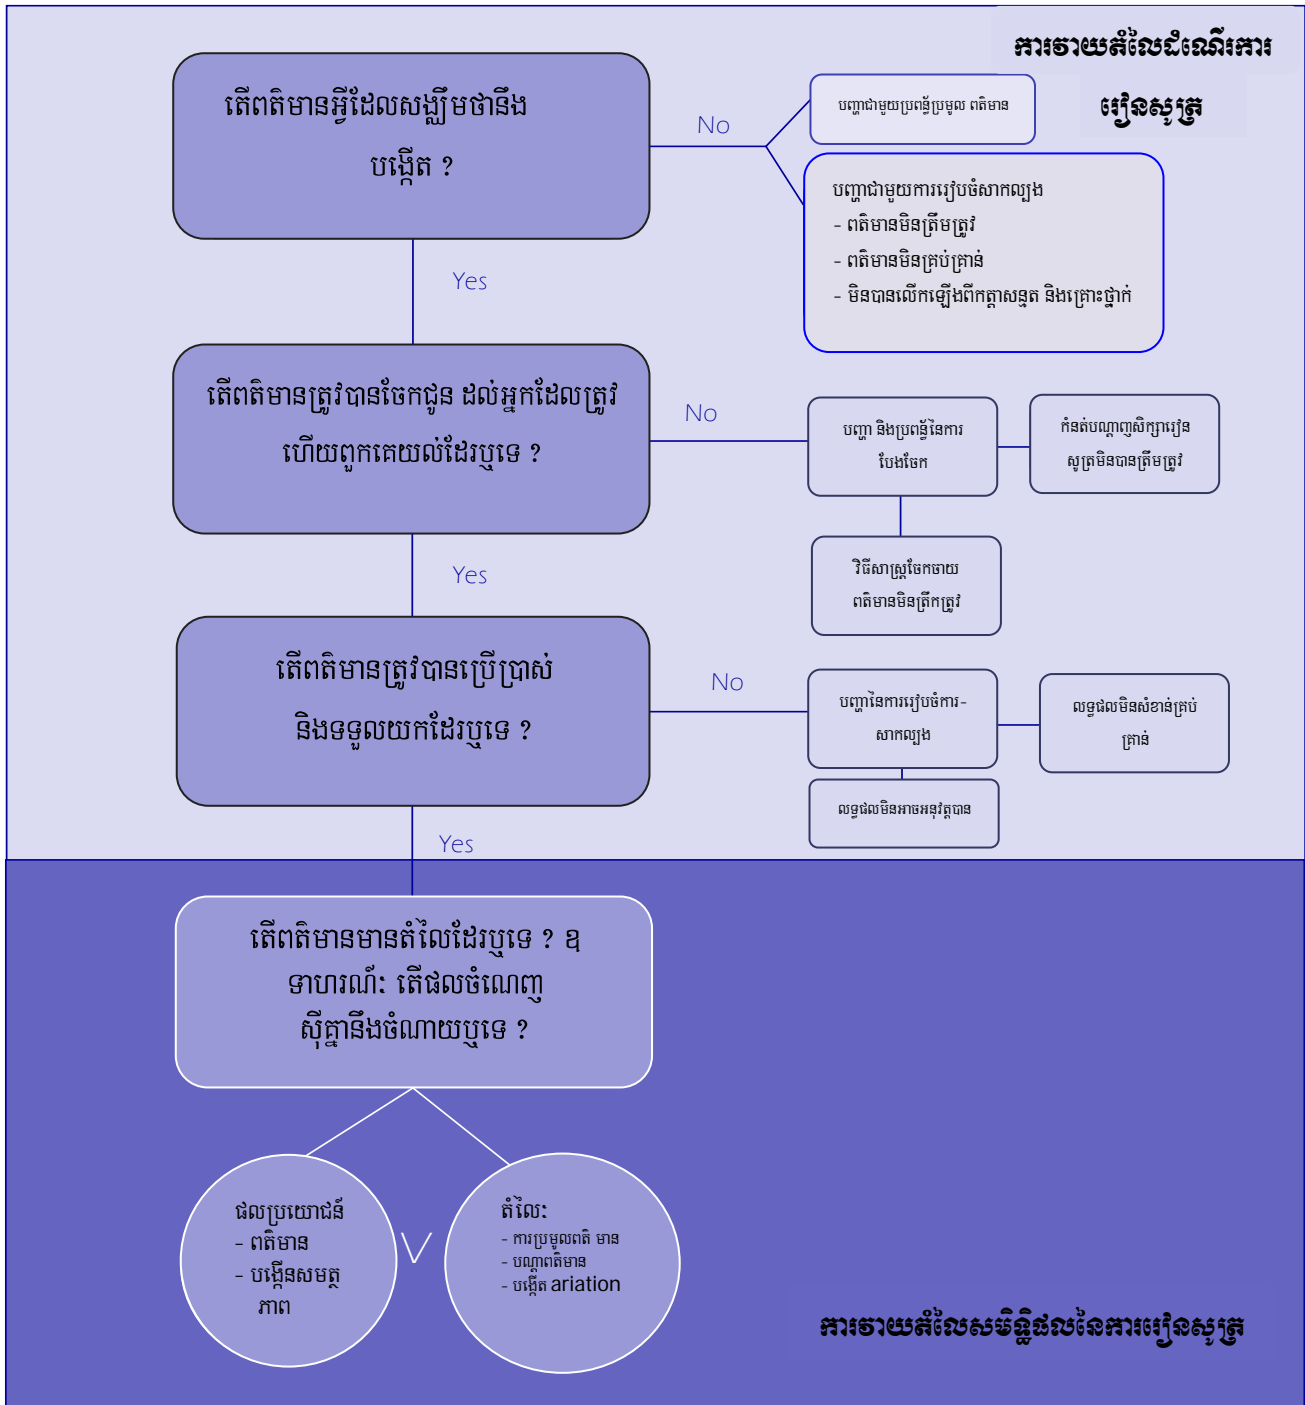 ការវាយតំលៃដំណើរការ
រៀនសូត្រ
តើពត៌មានអ្វីដែលសង្ឈឹមថានឹង
បង្កើត ?
No
បញ្ហាជាមួយប្រពន្ធ័ប្រមូល ពត៌មាន
បញ្ហាជាមួយការរៀបចំសាកល្បង
- ពត៌មានមិនត្រឹមត្រូវ
- ពត៌មានមិនគ្រប់គ្រាន់
- មិនបានលើកឡើងពីកត្តាសន្មត និងគ្រោះថ្នាក់
Yes
តើពត៌មានត្រូវបានចែកជូន ដល់អ្នកដែលត្រូវ
ហើយពួកគេយល់ដែរឬទេ ?
No
បញ្ហា និងប្រពន្ធ័នៃការ
បែងចែក
កំនត់បណ្តាញសិក្សារៀន
សូត្រមិនបានត្រឹមត្រូវ
វិធីសាស្ត្រចែកចាយ
ពត៌មានមិនត្រឹកត្រូវ
Yes
តើពត៌មានត្រូវបានប្រើប្រាស់
និងទទួលយកដែរឬទេ ?
No
បញ្ហានៃការរៀបចំការ-
សាកល្បង
លទ្ធផលមិនសំខាន់គ្រប់
គ្រាន់
លទ្ធផលមិនអាចអនុវត្តបាន
Yes
តើពត៌មានមានតំលៃដែរឬទេ ? ឧ
ទាហរណ៍ៈ តើផលចំណេញ
ស៊ីគ្នានឹងចំណាយឬទេ ?
ផលប្រយោជន៍
- ពត៌មាន
- បង្កើនសមត្ថ
ភាព
V
តំលៃៈ
- ការប្រមូលពត៌ មាន
- បណ្តាពត៌មាន
- បង្កើត ariation
ការវាយតំលៃសមិទ្ធិផលនៃការរៀនសូត្រ